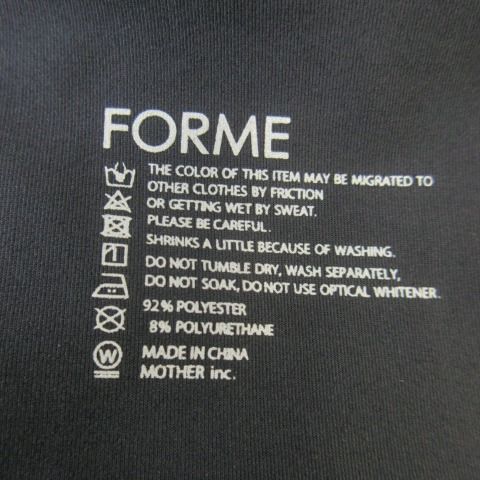 FORME
THE COLOR OF THIS ITEM MAY BE MIGRATED TO
OTHER CLOTHES BY FRICTION
OR GETTING WET BY SWEAT.
PLEASE BE CAREFUL.
SHRINKS A LITTLE BECAUSE OF WASHING.
DO NOT TUMBLE DRY, WASH SEPARATELY,
DO NOT SOAK, DO NOT USE OPTICAL WHITENER.
92% POLYESTER
8% POLYURETHANE
W
MADE IN CHINA
MOTHER inc.